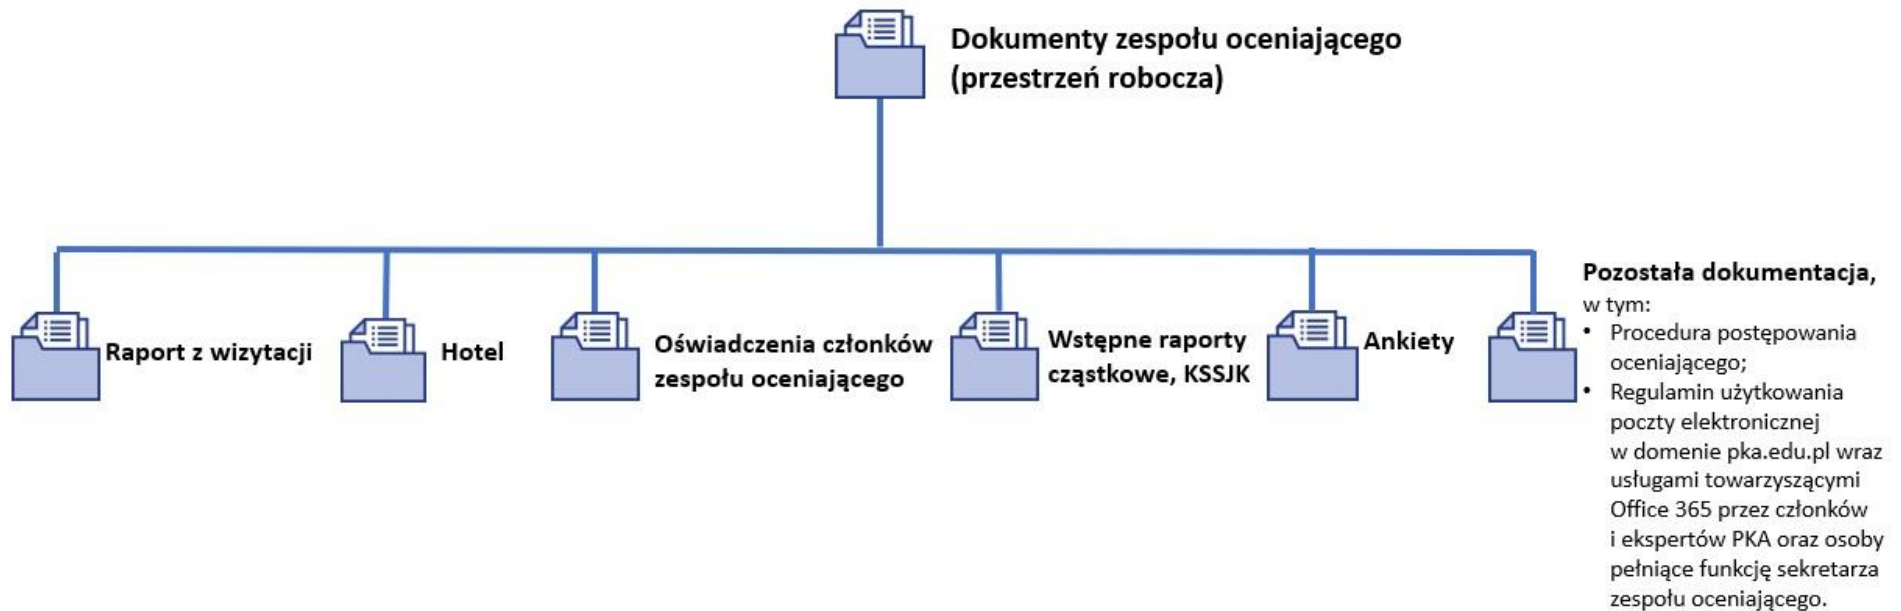 Dokumenty zespołu oceniającego
(przestrzeń robocza)
Raport z wizytacji
Hotel
Oświadczenia członków
zespołu oceniającego
Wstępne raporty
cząstkowe, KSSJK
Ankiety
Pozostała dokumentacja,
w tym:
• Procedura postępowania
oceniającego;
• Regulamin użytkowania
poczty elektronicznej
w domenie pka.edu.pl wraz
usługami towarzyszącymi
Office 365 przez członków
i ekspertów PKA oraz osoby
pełniące funkcję sekretarza
zespołu oceniającego.